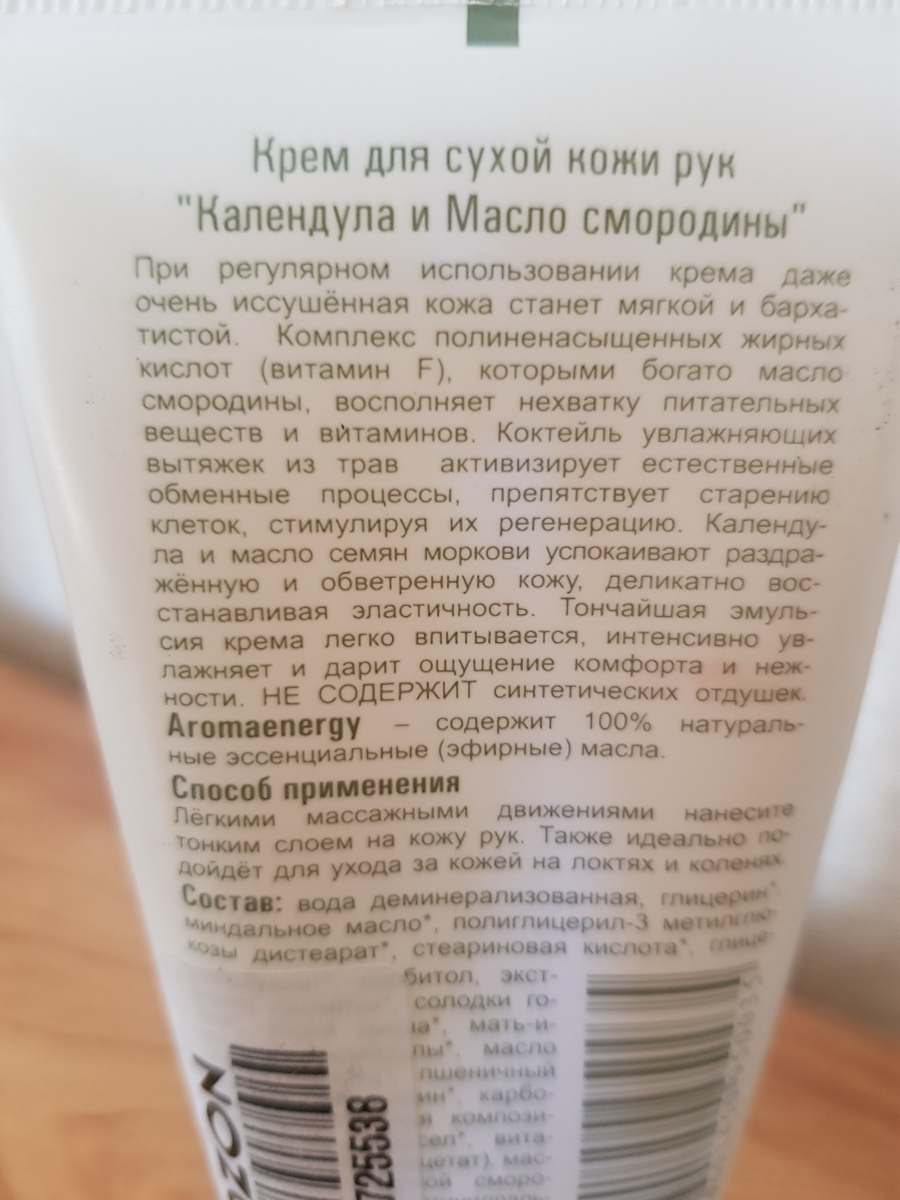 Крем для сухой кожи рук
"Календула и Масло смородины"
При регулярном использовании крема даже
очень иссушённая кожа станет мягкой и барха-
тистой. Комплекс полиненасыщенных жирных
кислот (витамин F), которыми богато масло
смородины, восполняет нехватку питательных
веществ и витаминов. Коктейль увлажняющих
вытяжек из трав активизирует естественные
обменные процессы, препятствует старению
клеток, стимулируя их регенерацию. Календу-
ла и масло семян моркови успокаивают раздра-
жённую и обветренную кожу, деликатно вос-
станавливая эластичность. Тончайшая эмуль-
сия крема легко впитывается, интенсивно ув-
лажняет и дарит ощущение комфорта и неж-
ности. НЕ СОДЕРЖИТ синтетических отдушек.
Aromaenergy – содержит 100% натураль-
ные эссенциальные (эфирные) масла.
Способ применения
Лёгкими массажными движениями нанесите
тонким слоем на кожу рук. Также идеально по-
дойдёт для ухода за кожей на локтях и коленях.
Состав: вода деминерализованная, глицерин*,
миндальное масло*, полиглицерил-3 метилглю-
козы дистеарат*, стеариновая кислота*, глице-
битол, экст-
солодки го-
мать-и-
масло
пшеничный
карбо-
компози-
вита-
мас-
сморо-
OZON
725538